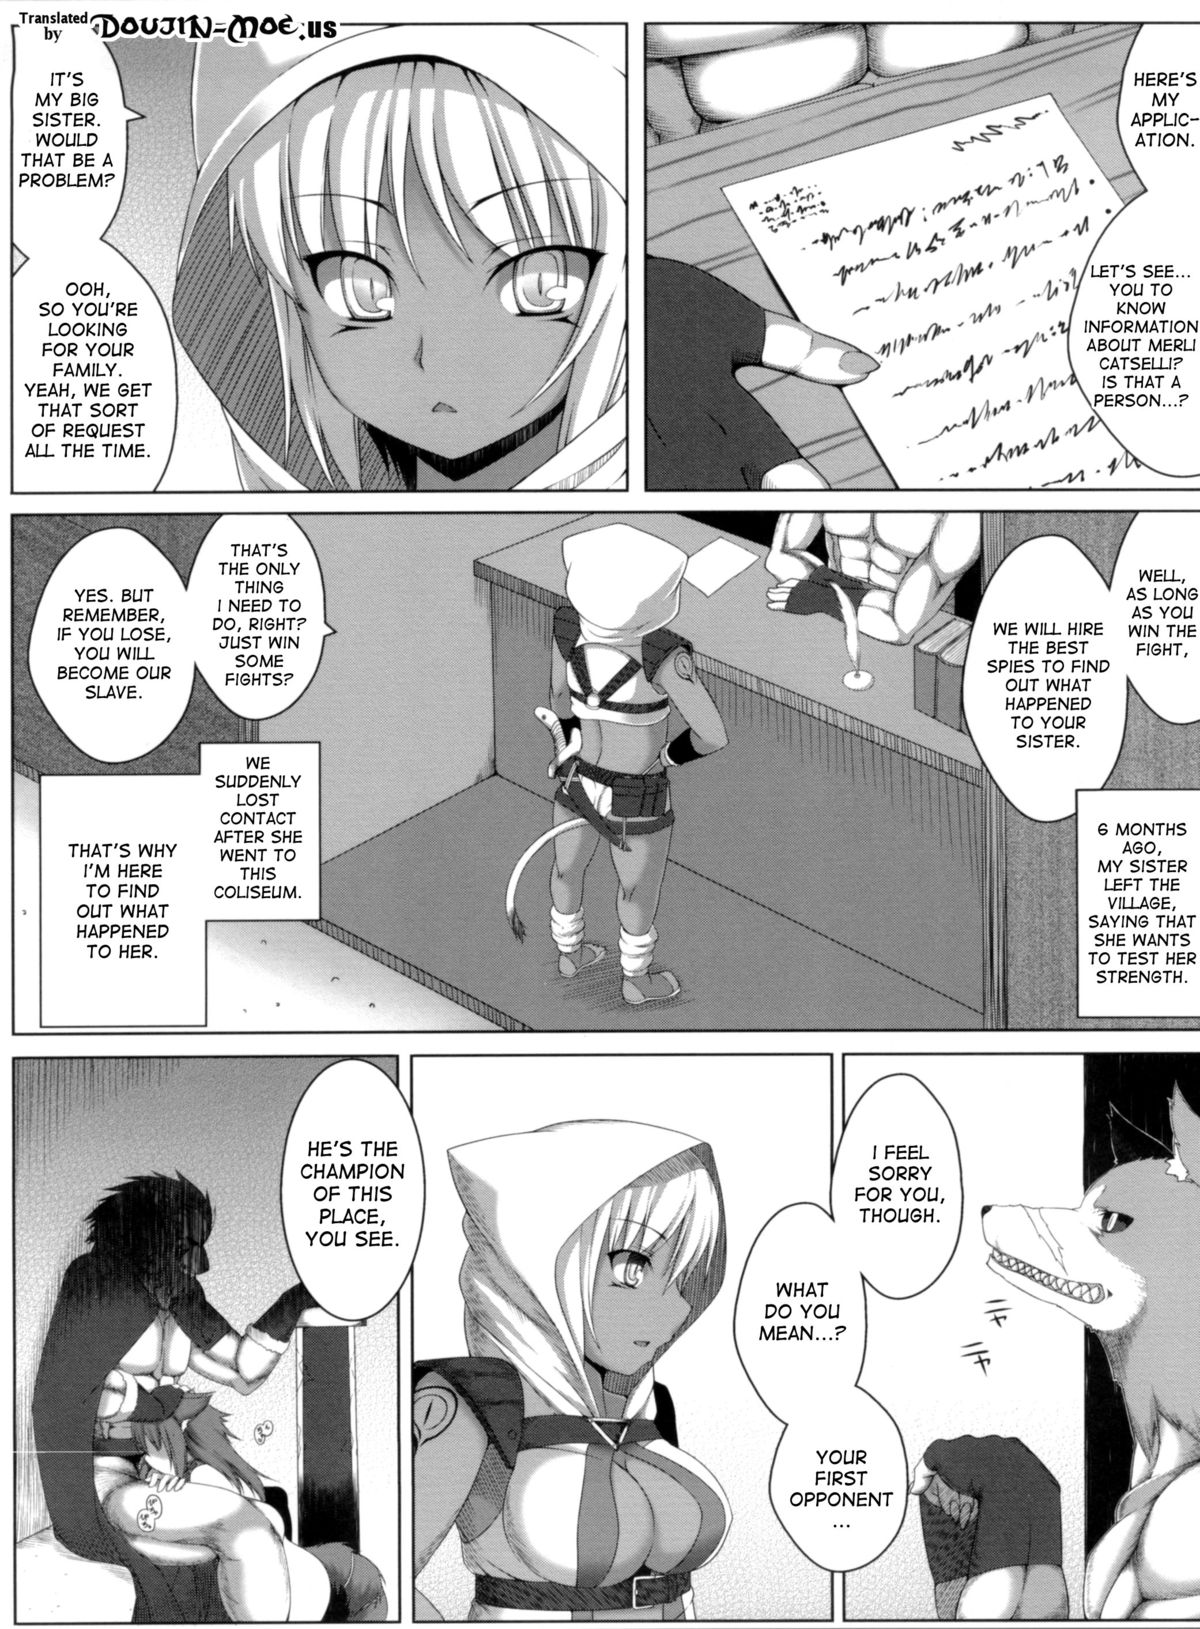 Translated
by
DOUJIN-MOE.us
HERE'S
MY
APPLIC-
ATION.
LET'S SEE...
YOU TO
KNOW
INFORMATION
ABOUT MERLI
CATSELLI?
IS THAT A
PERSON...?
IT'S
MY BIG
SISTER.
WOULD
THAT BE A
PROBLEM?
OOH,
SO YOU'RE
LOOKING
FOR YOUR
FAMILY.
YEAH, WE GET
THAT SORT
OF REQUEST
ALL THE TIME.
WELL,
AS LONG
AS YOU
WIN THE
FIGHT,
WE WILL HIRE
THE BEST
SPIES TO FIND
OUT WHAT
HAPPENED
TO YOUR
SISTER.
6 MONTHS
AGO,
MY SISTER
LEFT THE
VILLAGE,
SAYING THAT
SHE WANTS
TO TEST HER
STRENGTH.
THAT'S
THE ONLY
THING
I NEED TO
DO, RIGHT?
JUST WIN
SOME
FIGHTS?
YES. BUT
REMEMBER,
IF YOU LOSE,
YOU WILL
BECOME OUR
SLAVE.
WE
SUDDENLY
LOST
CONTACT
AFTER SHE
WENT TO
THIS
COLISEUM.
THAT'S WHY
I'M HERE
TO FIND
OUT WHAT
HAPPENED
TO HER.
I FEEL
SORRY
FOR YOU,
THOUGH.
WHAT
DO YOU
MEAN...?
YOUR
FIRST
OPPONENT
...
HE'S THE
CHAMPION
OF THIS
PLACE,
YOU SEE.